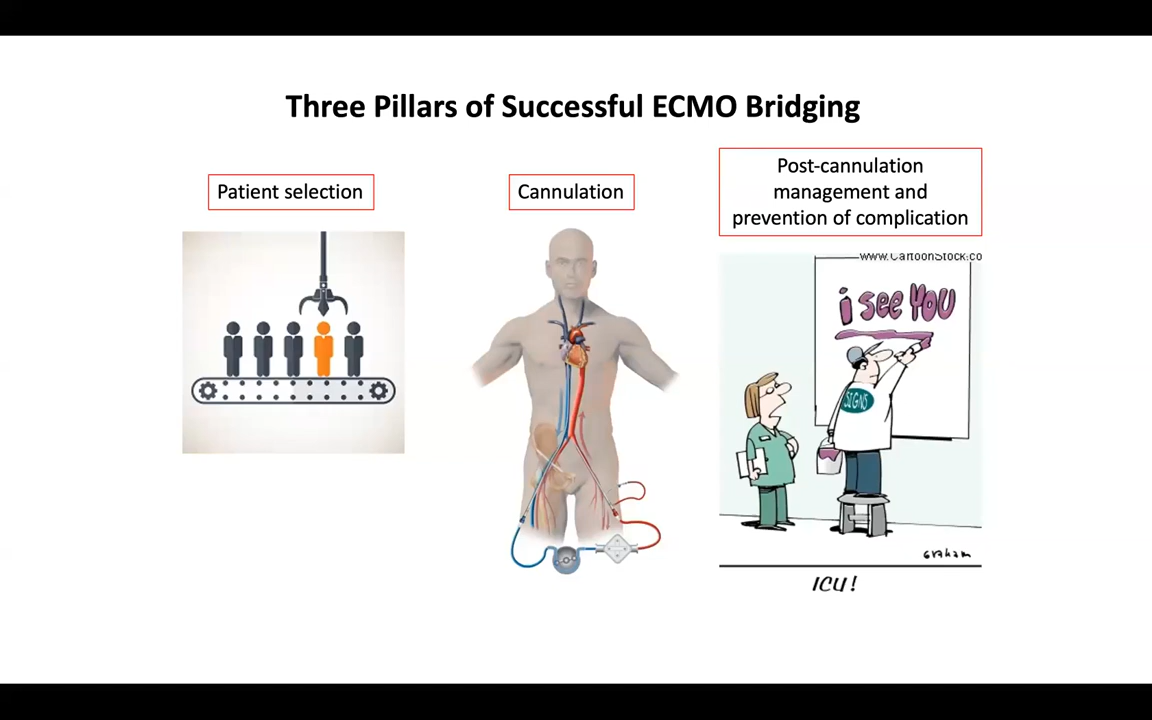 Three Pillars of Successful ECMO Bridging
Patient selection
Cannulation
Post-cannulation
management and
prevention of complication
www.CartoonStock.co
i see YOU
SIGNS
Graham
ICU!